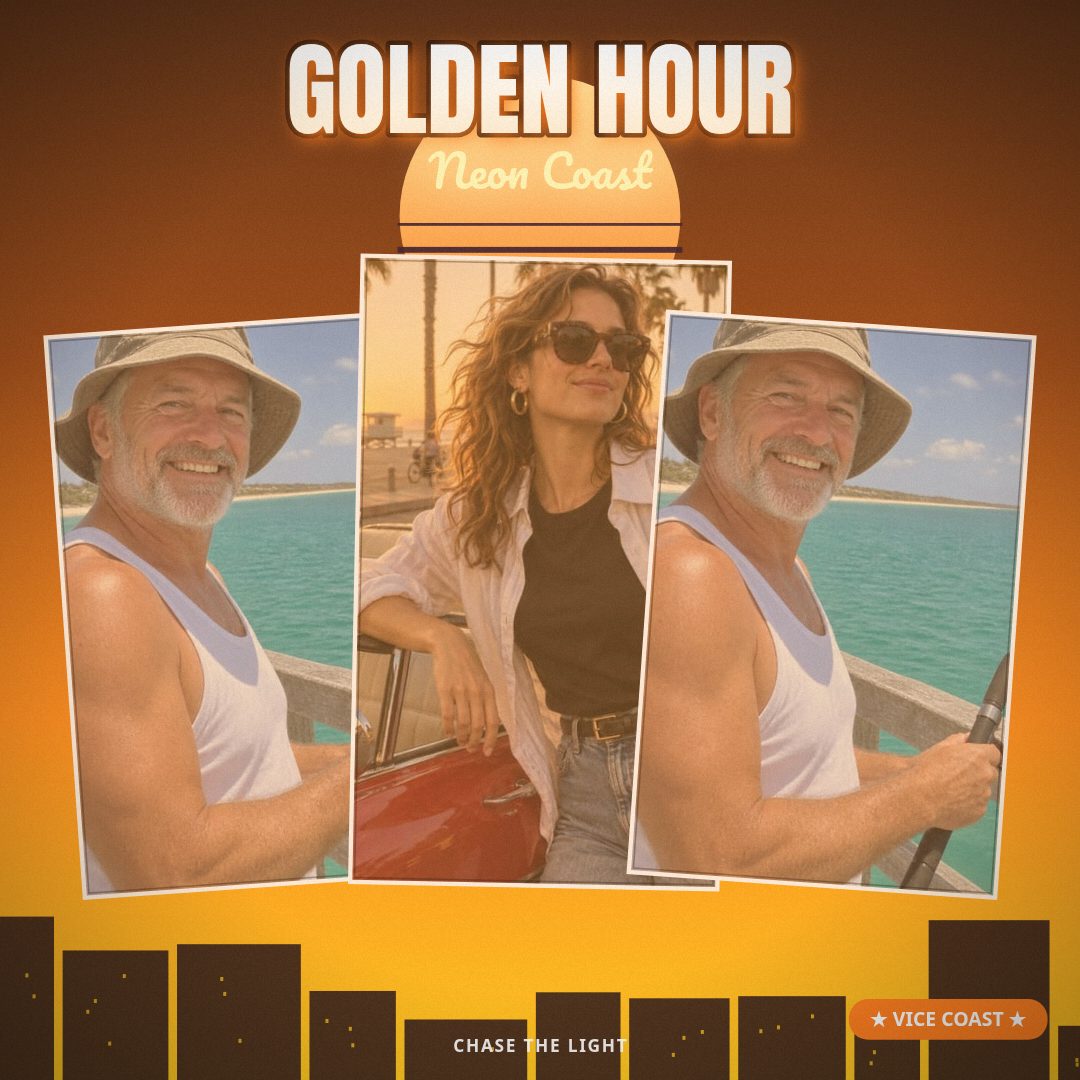 GOLDEN HOUR
Neon Coast
★ VICE COAST ★
CHASE THE LIGHT